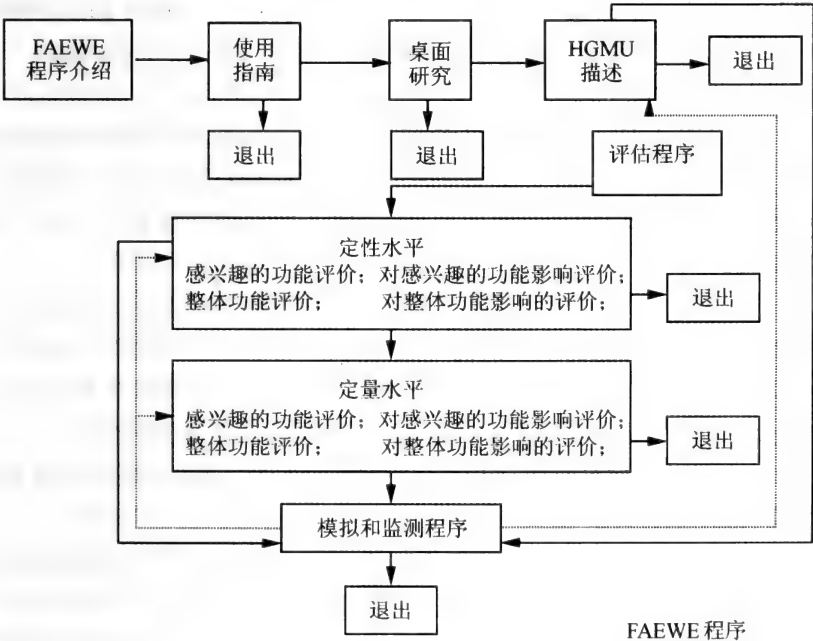 FAEWE
程序介绍
使用
指南
桌面
研究
HGMU
描述
退出
退出
退出
评估程序
定性水平
感兴趣的功能评价；对感兴趣的功能影响评价；
整体功能评价； 对整体功能影响的评价；
退出
定量水平
感兴趣的功能评价；对感兴趣的功能影响评价；
整体功能评价； 对整体功能影响的评价；
退出
模拟和监测程序
退出
FAEWE程序